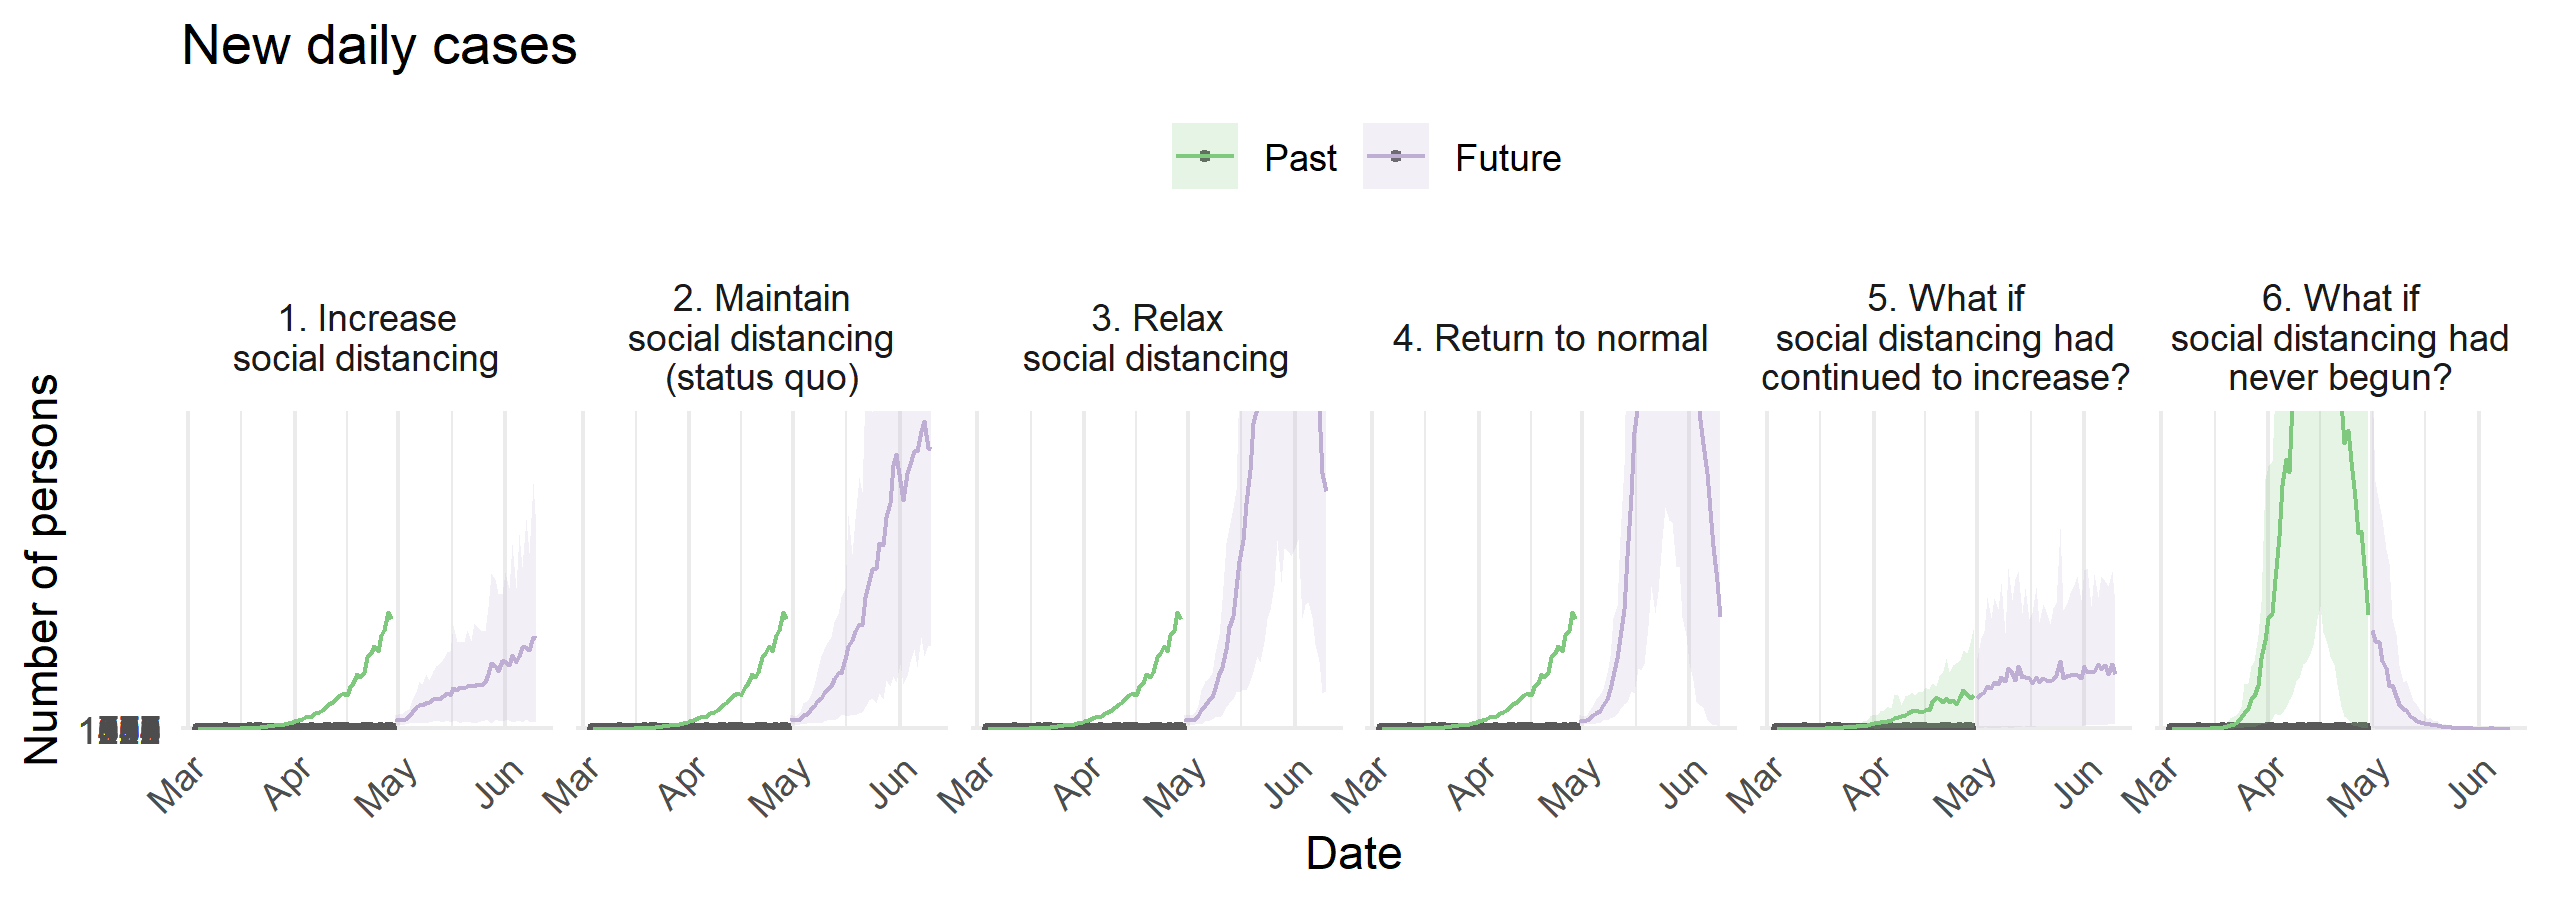 New daily cases
Past
Future
1. Increase
social distancing
2. Maintain
social distancing
(status quo)
3. Relax
social distancing
4. Return to normal
5. What if
social distancing had
continued to increase?
6. What if
social distancing had
never begun?
Number of persons
Mar
Apr
May
Jun
Mar
Apr
May
Jun
Mar
Apr
May
Jun
Mar
Apr
May
Jun
Mar
Apr
May
Jun
Mar
Apr
May
Jun
Date